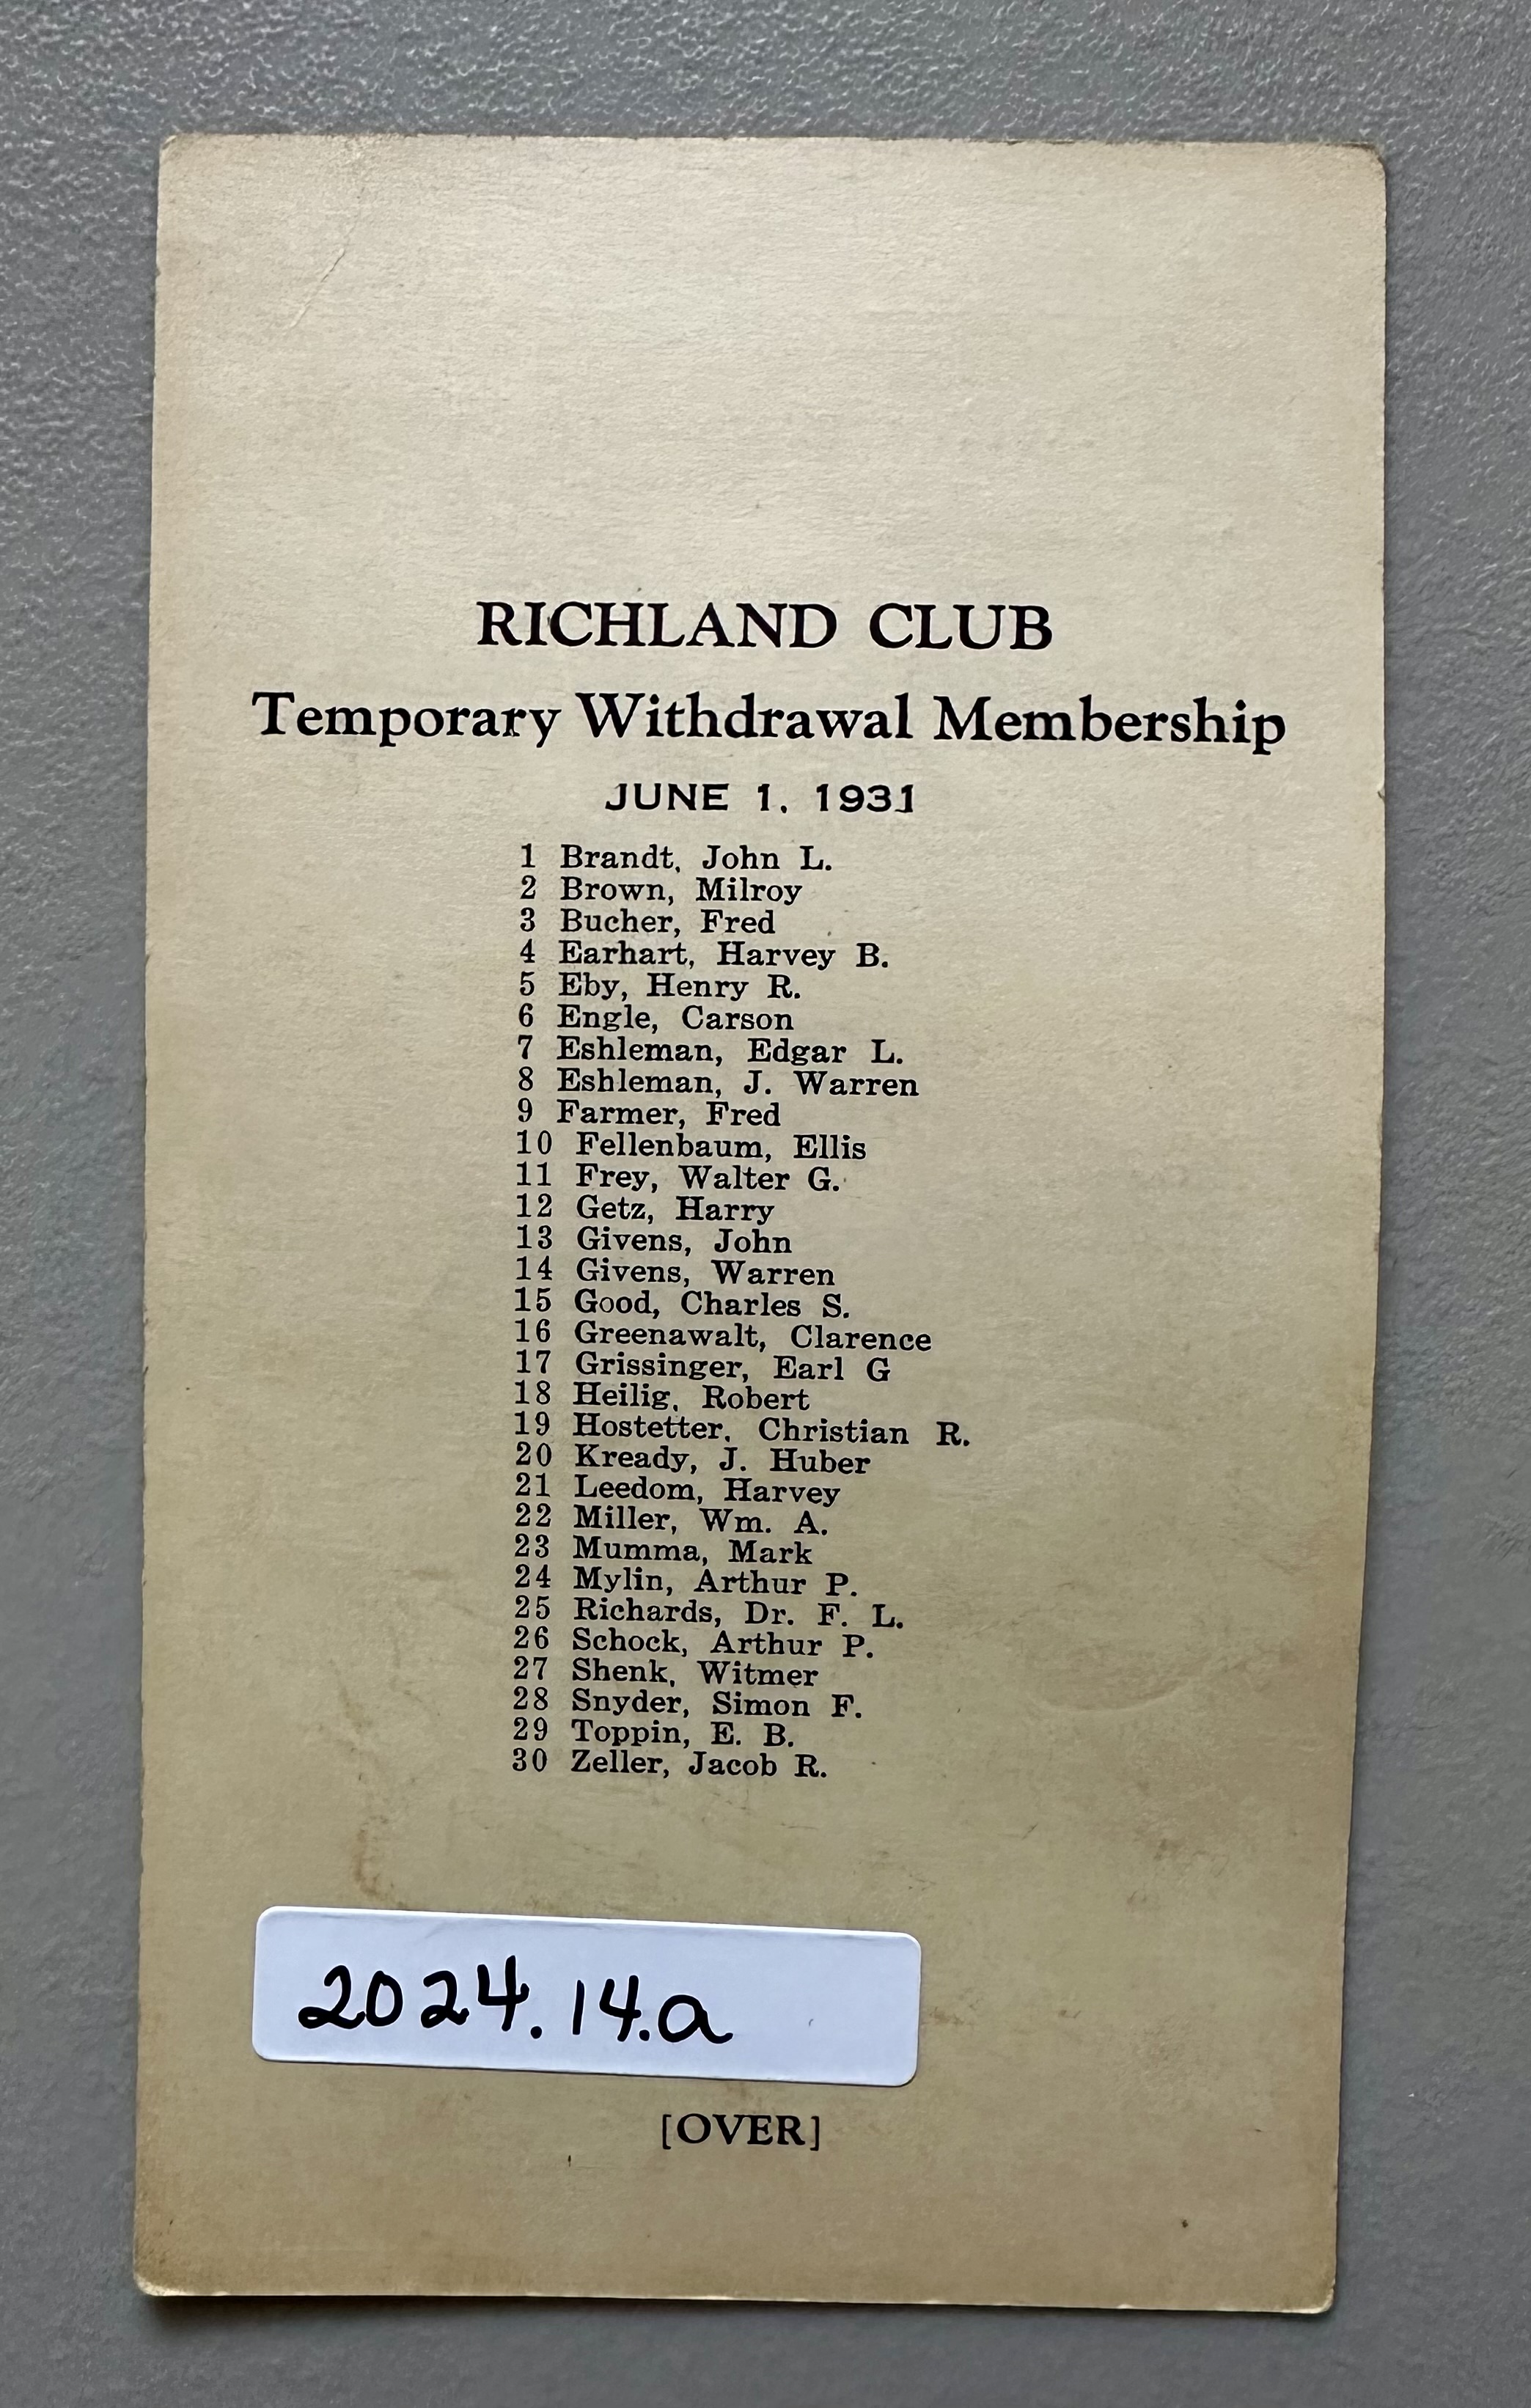 RICHLAND CLUB
Temporary Withdrawal Membership
JUNE 1, 1931
1 Brandt, John L.
2 Brown, Milroy
3 Bucher, Fred
4 Earhart, Harvey B.
5 Eby, Henry R.
6 Engle, Carson
7 Eshleman, Edgar L.
8 Eshleman, J. Warren
9 Farmer, Fred
10 Fellenbaum, Ellis
11 Frey, Walter G.
12 Getz, Harry
13 Givens, John
14 Givens, Warren
15 Good, Charles S.
16 Greenawalt, Clarence
17 Grissinger, Earl G
18 Heilig, Robert
19 Hostetter, Christian R.
20 Kready, J. Huber
21 Leedom, Harvey
22 Miller, Wm. A.
23 Mumma, Mark
24 Mylin, Arthur P.
25 Richards, Dr. F. L.
26 Schock, Arthur P.
27 Shenk, Witmer
28 Snyder, Simon F.
29 Toppin, E. B.
30 Zeller, Jacob R.
2024.14.a
[OVER]